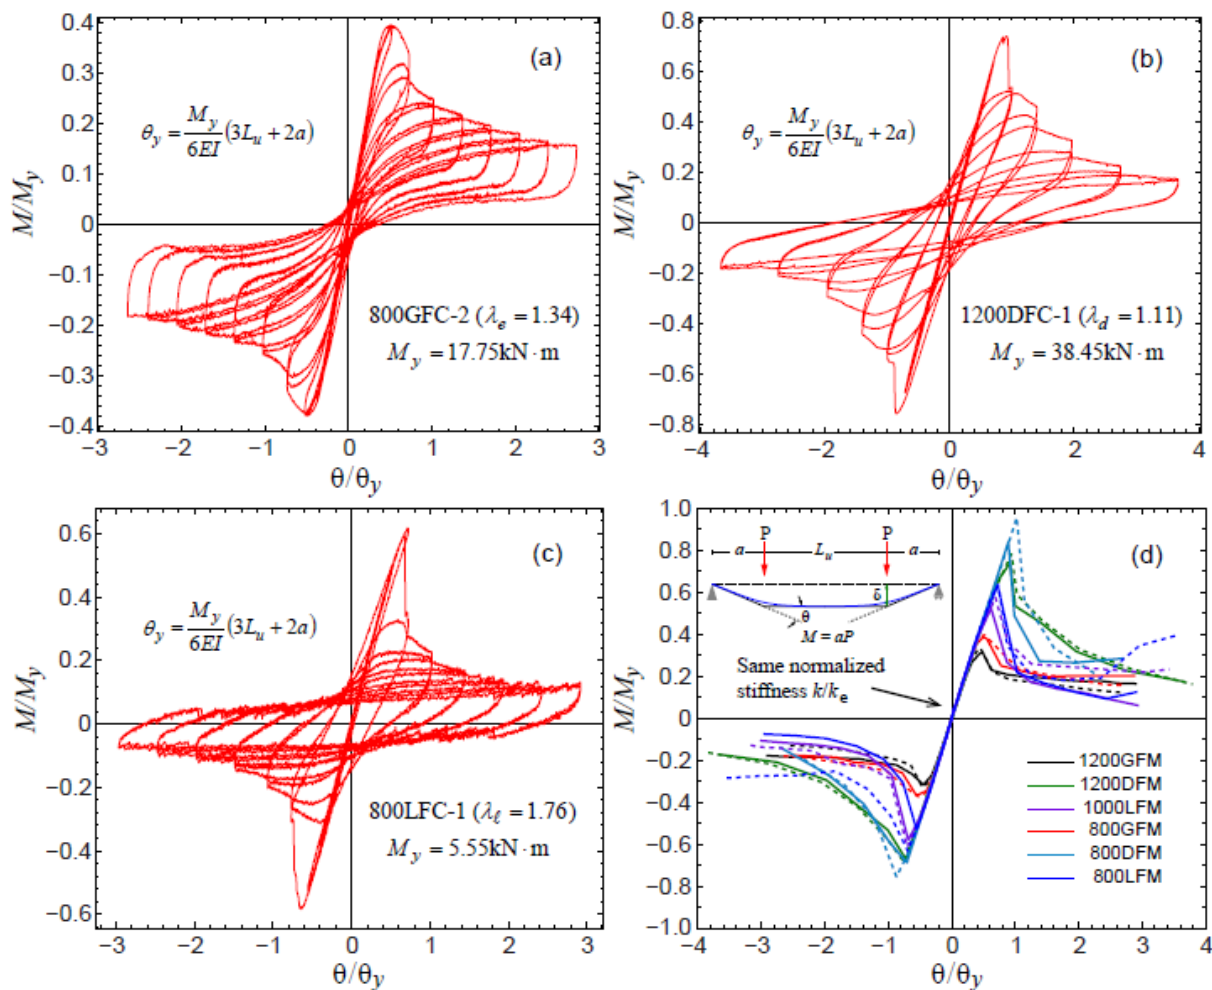 0.4
0.3
0.2
0.1
0
−0.1
−0.2
−0.3
−0.4
−3 −2 −1 0 1 2 3
M/My
θ/θy
(a)
θy = My/6EI (3Lu + 2a)
800GFC-2 (λe = 1.34)
My = 17.75kN · m
0.8
0.6
0.4
0.2
0
−0.2
−0.4
−0.6
−0.8
−4 −2 0 2 4
M/My
θ/θy
(b)
θy = My/6EI (3Lu + 2a)
1200DFC-1 (λd = 1.11)
My = 38.45kN · m
0.6
0.4
0.2
0
−0.2
−0.4
−0.6
−3 −2 −1 0 1 2 3
M/My
θ/θy
(c)
θy = My/6EI (3Lu + 2a)
800LFC-1 (λℓ = 1.76)
My = 5.55kN · m
1.0
0.8
0.6
0.4
0.2
0
−0.2
−0.4
−0.6
−0.8
−1.0
−4 −3 −2 −1 0 1 2 3 4
M/My
θ/θy
(d)
P P
a Lu a
δ
θ
M = aP
Same normalized
stiffness k/ke
1200GFM
1200DFM
1000LFM
800GFM
800DFM
800LFM